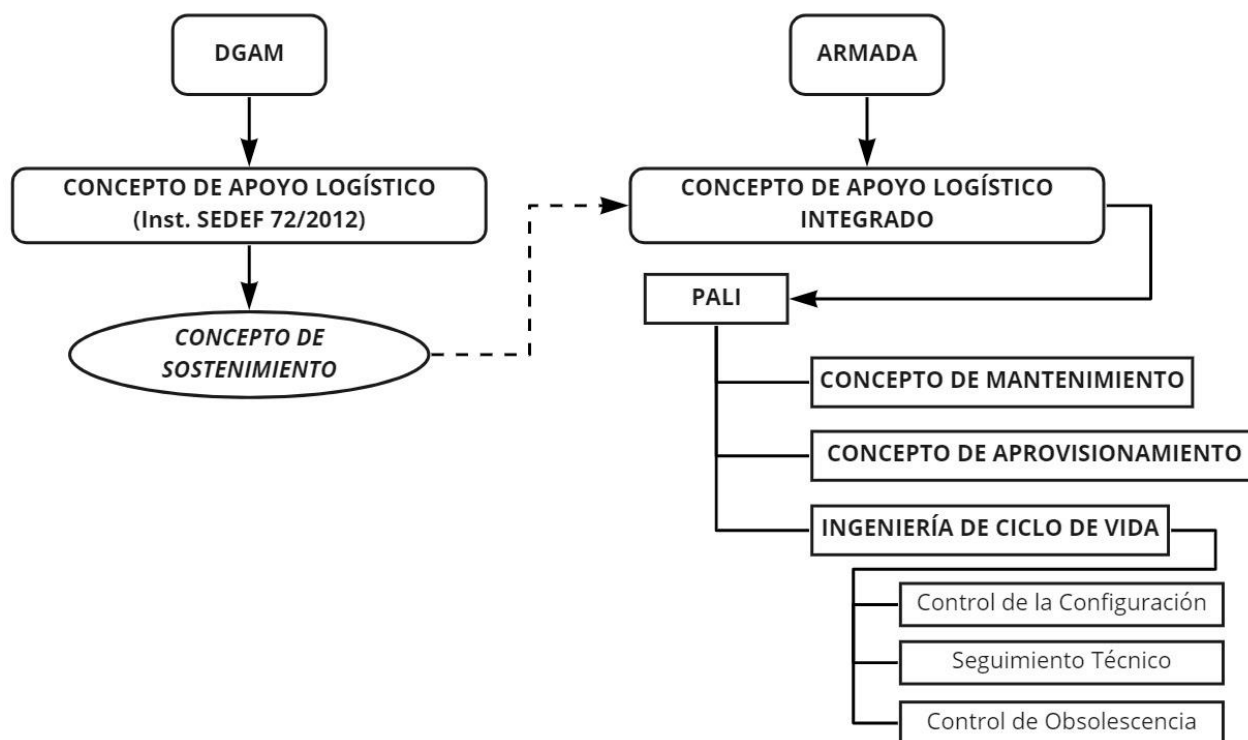 DGAM
CONCEPTO DE APOYO LOGÍSTICO
(Inst. SEDEF 72/2012)
CONCEPTO DE
SOSTENIMIENTO
ARMADA
CONCEPTO DE APOYO LOGÍSTICO
INTEGRADO
PALI
CONCEPTO DE MANTENIMIENTO
CONCEPTO DE APROVISIONAMIENTO
INGENIERÍA DE CICLO DE VIDA
Control de la Configuración
Seguimiento Técnico
Control de Obsolescencia